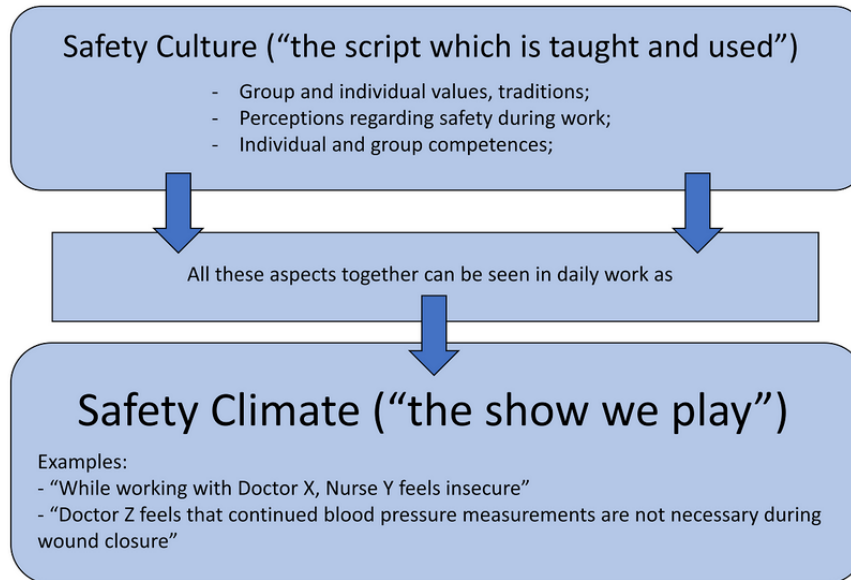 Safety Culture (“the script which is taught and used”)
- Group and individual values, traditions;
- Perceptions regarding safety during work;
- Individual and group competences;
All these aspects together can be seen in daily work as
Safety Climate (“the show we play”)
Examples:
- “While working with Doctor X, Nurse Y feels insecure”
- “Doctor Z feels that continued blood pressure measurements are not necessary during
wound closure”